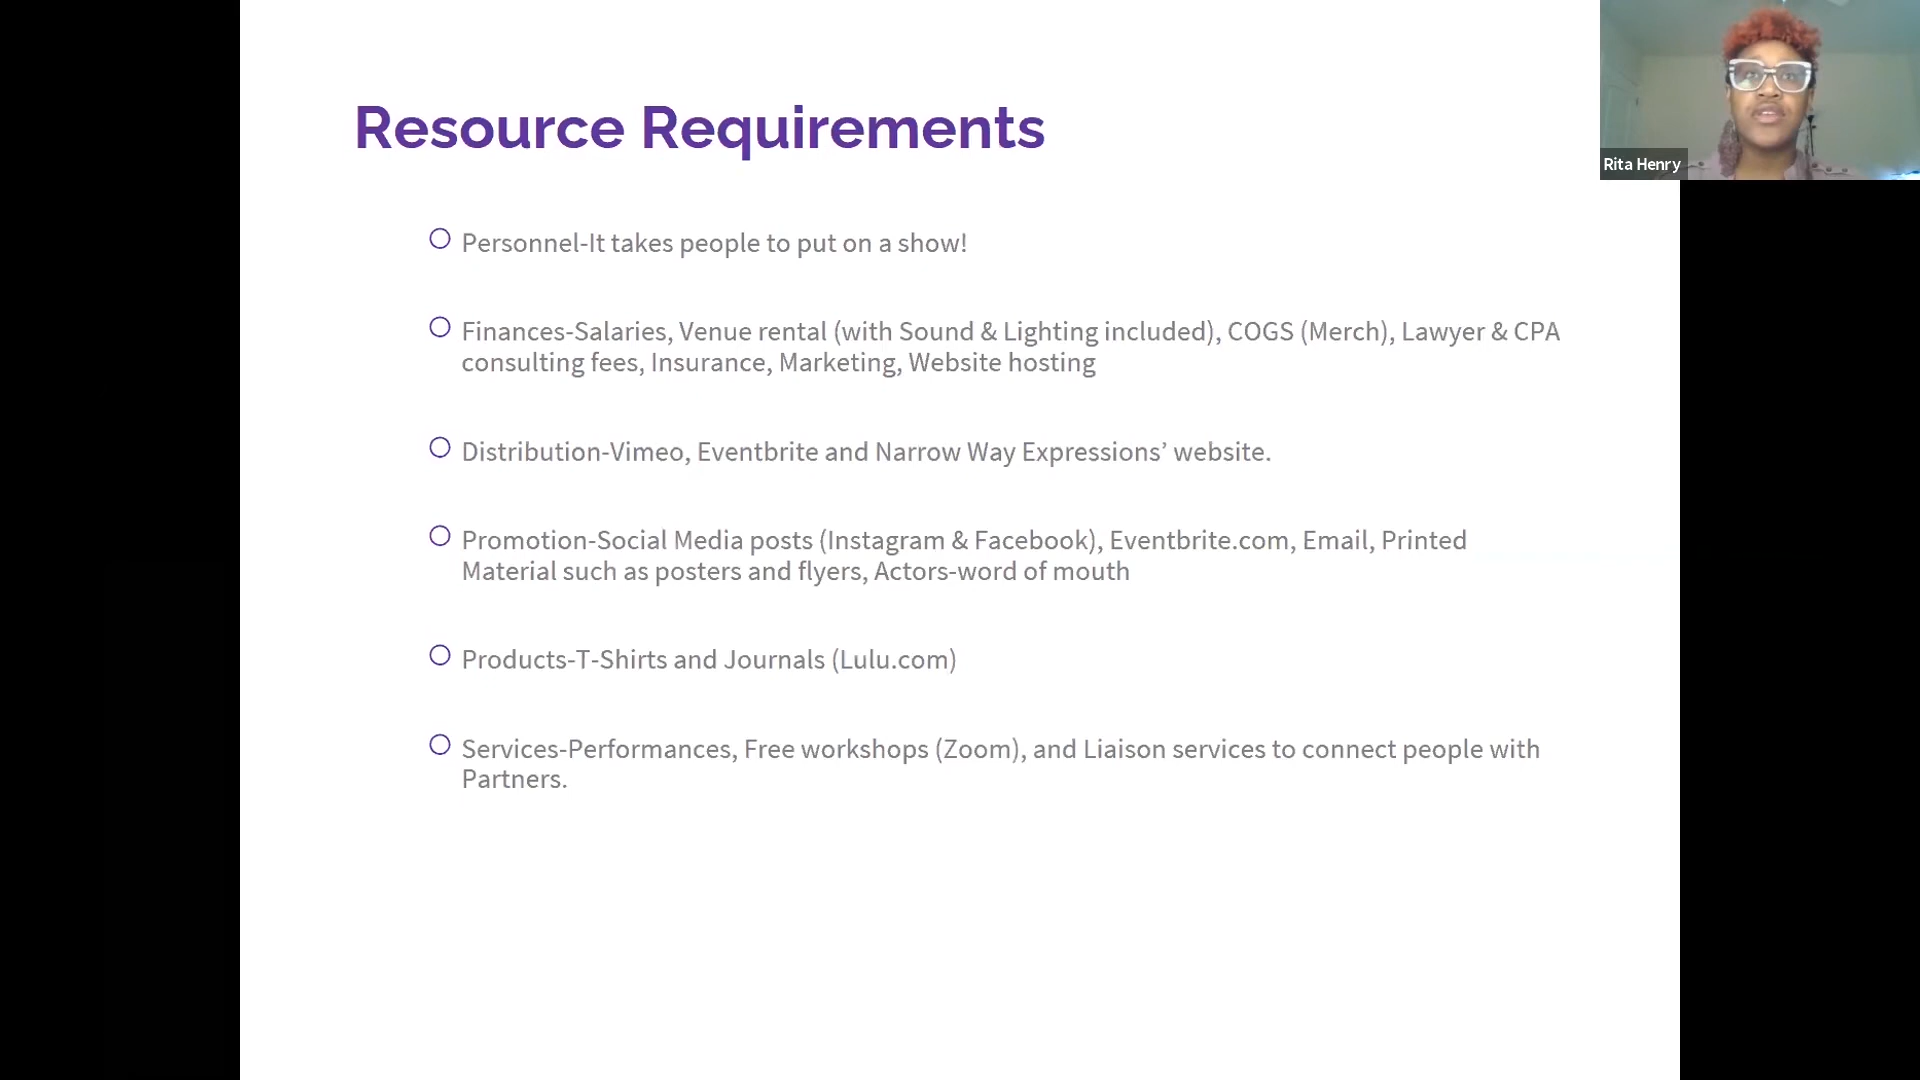 Resource Requirements
Rita Henry
Personnel-It takes people to put on a show!
Finances-Salaries, Venue rental (with Sound & Lighting included), COGS (Merch), Lawyer & CPA
consulting fees, Insurance, Marketing, Website hosting
Distribution-Vimeo, Eventbrite and Narrow Way Expressions’ website.
Promotion-Social Media posts (Instagram & Facebook), Eventbrite.com, Email, Printed
Material such as posters and flyers, Actors-word of mouth
Products-T-Shirts and Journals (Lulu.com)
Services-Performances, Free workshops (Zoom), and Liaison services to connect people with
Partners.